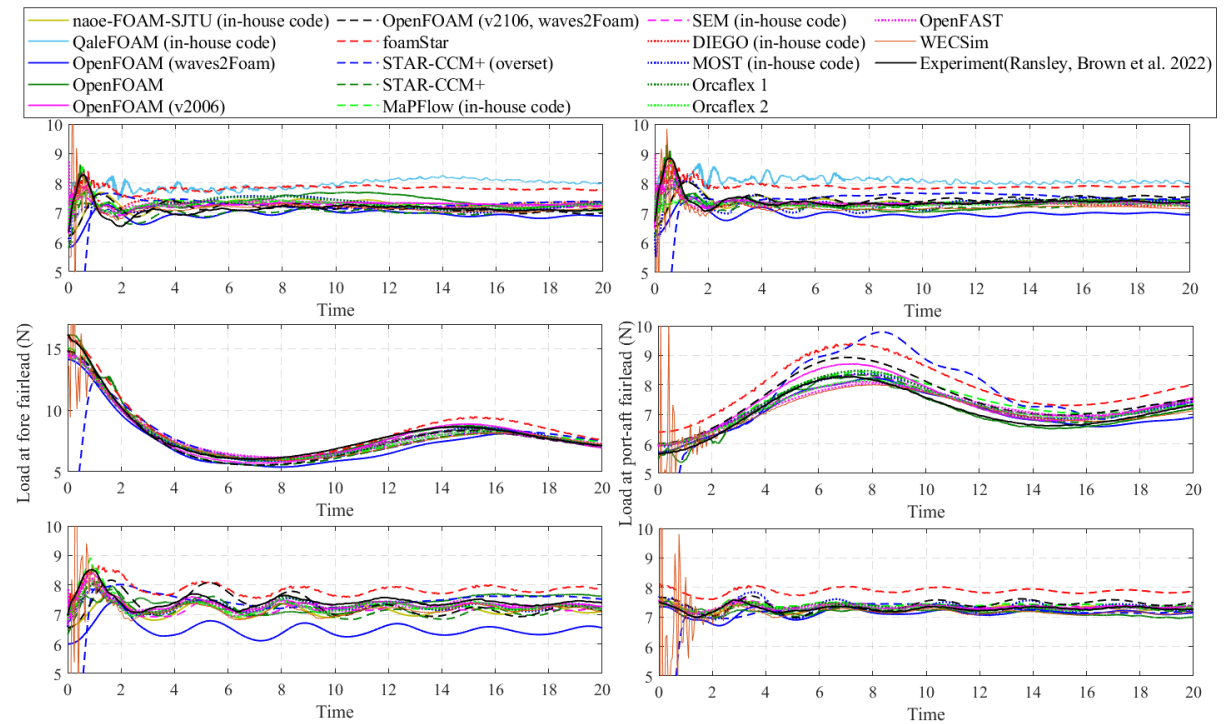 naoe-FOAM-SJTU (in-house code)
QaleFOAM (in-house code)
OpenFOAM (waves2Foam)
OpenFOAM
OpenFOAM (v2006)
OpenFOAM (v2106, waves2Foam)
foamStar
STAR-CCM+ (overset)
STAR-CCM+
MaPFlow (in-house code)
SEM (in-house code)
DIEGO (in-house code)
MOST (in-house code)
Orcaflex 1
Orcaflex 2
OpenFAST
WECSim
Experiment(Ransley, Brown et al. 2022)
10
9
8
7
6
5
0 2 4 6 8 10 12 14 16 18 20
Time
10
9
8
7
6
5
0 2 4 6 8 10 12 14 16 18 20
Time
Load at fore fairlead (N)
15
10
5
0 2 4 6 8 10 12 14 16 18 20
Time
Load at port-aft fairlead (N)
10
9
8
7
6
5
0 2 4 6 8 10 12 14 16 18 20
Time
10
9
8
7
6
5
0 2 4 6 8 10 12 14 16 18 20
Time
10
9
8
7
6
5
0 2 4 6 8 10 12 14 16 18 20
Time